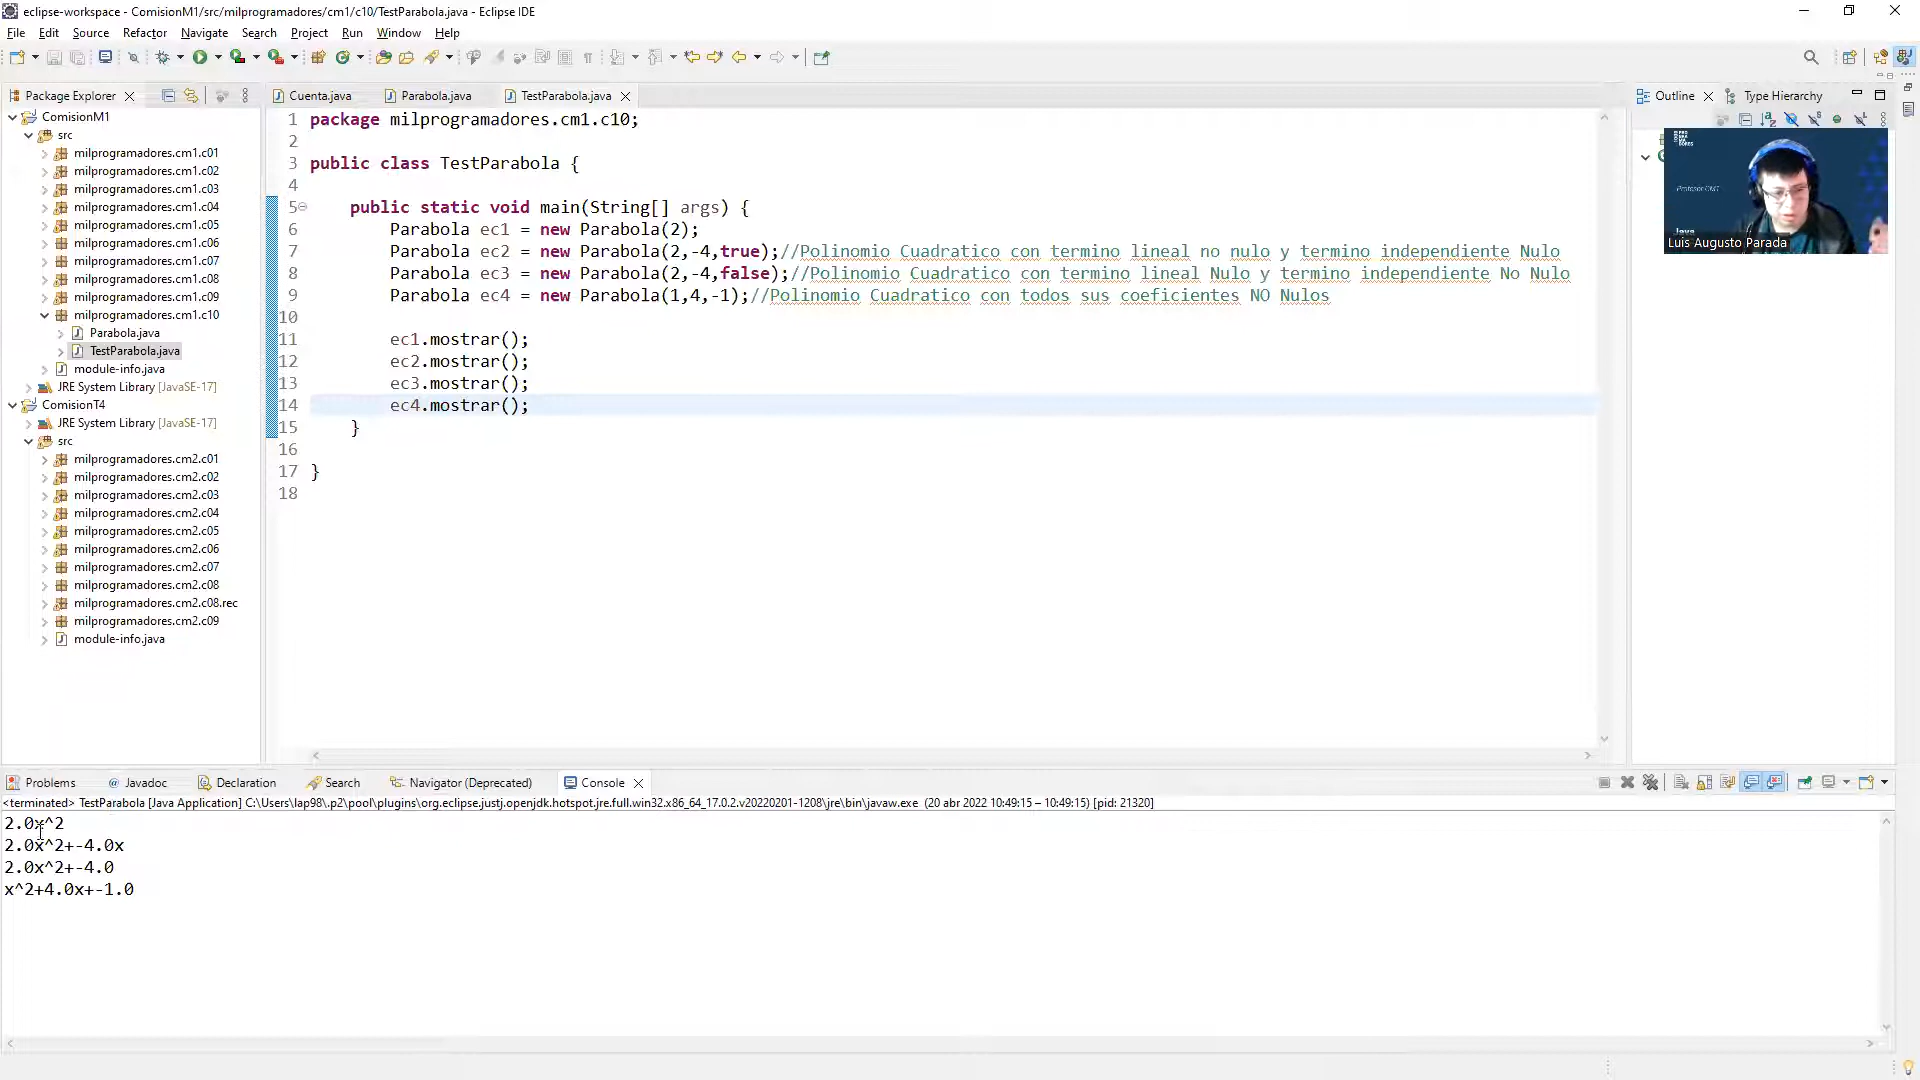 eclipse-workspace - ComisionM1/src/milprogramadores/cm1/c10/TestParabola.java - Eclipse IDE
File Edit Source Refactor Navigate Search Project Run Window Help
Package Explorer
ComisionM1
src
milprogramadores.cm1.c01
milprogramadores.cm1.c02
milprogramadores.cm1.c03
milprogramadores.cm1.c04
milprogramadores.cm1.c05
milprogramadores.cm1.c06
milprogramadores.cm1.c07
milprogramadores.cm1.c08
milprogramadores.cm1.c09
milprogramadores.cm1.c10
Parabola.java
TestParabola.java
module-info.java
JRE System Library [JavaSE-17]
ComisionT4
JRE System Library [JavaSE-17]
src
milprogramadores.cm2.c01
milprogramadores.cm2.c02
milprogramadores.cm2.c03
milprogramadores.cm2.c04
milprogramadores.cm2.c05
milprogramadores.cm2.c06
milprogramadores.cm2.c07
milprogramadores.cm2.c08
milprogramadores.cm2.c08.rec
milprogramadores.cm2.c09
module-info.java
Cuenta.java Parabola.java TestParabola.java
1 package milprogramadores.cm1.c10;
2
3 public class TestParabola {
4
5 public static void main(String[] args) {
6 Parabola ec1 = new Parabola(2);
7 Parabola ec2 = new Parabola(2,-4,true);//Polinomio Cuadratico con termino lineal no nulo y termino independiente Nulo
8 Parabola ec3 = new Parabola(2,-4,false);//Polinomio Cuadratico con termino lineal Nulo y termino independiente No Nulo
9 Parabola ec4 = new Parabola(1,4,-1);//Polinomio Cuadratico con todos sus coeficientes NO Nulos
10
11 ec1.mostrar();
12 ec2.mostrar();
13 ec3.mostrar();
14 ec4.mostrar();
15 }
16
17 }
18
Outline Type Hierarchy
Profesor CM1
Java
Luis Augusto Parada
Problems Javadoc Declaration Search Navigator (Deprecated) Console
<terminated> TestParabola [Java Application] C:\Users\lap98\.p2\pool\plugins\org.eclipse.justj.openjdk.hotspot.jre.full.win32.x86_64_17.0.2.v20220201-1208\jre\bin\javaw.exe (20 abr 2022 10:49:15 – 10:49:15) [pid: 21320]
2.0x^2
2.0x^2+-4.0x
2.0x^2+-4.0
x^2+4.0x+-1.0